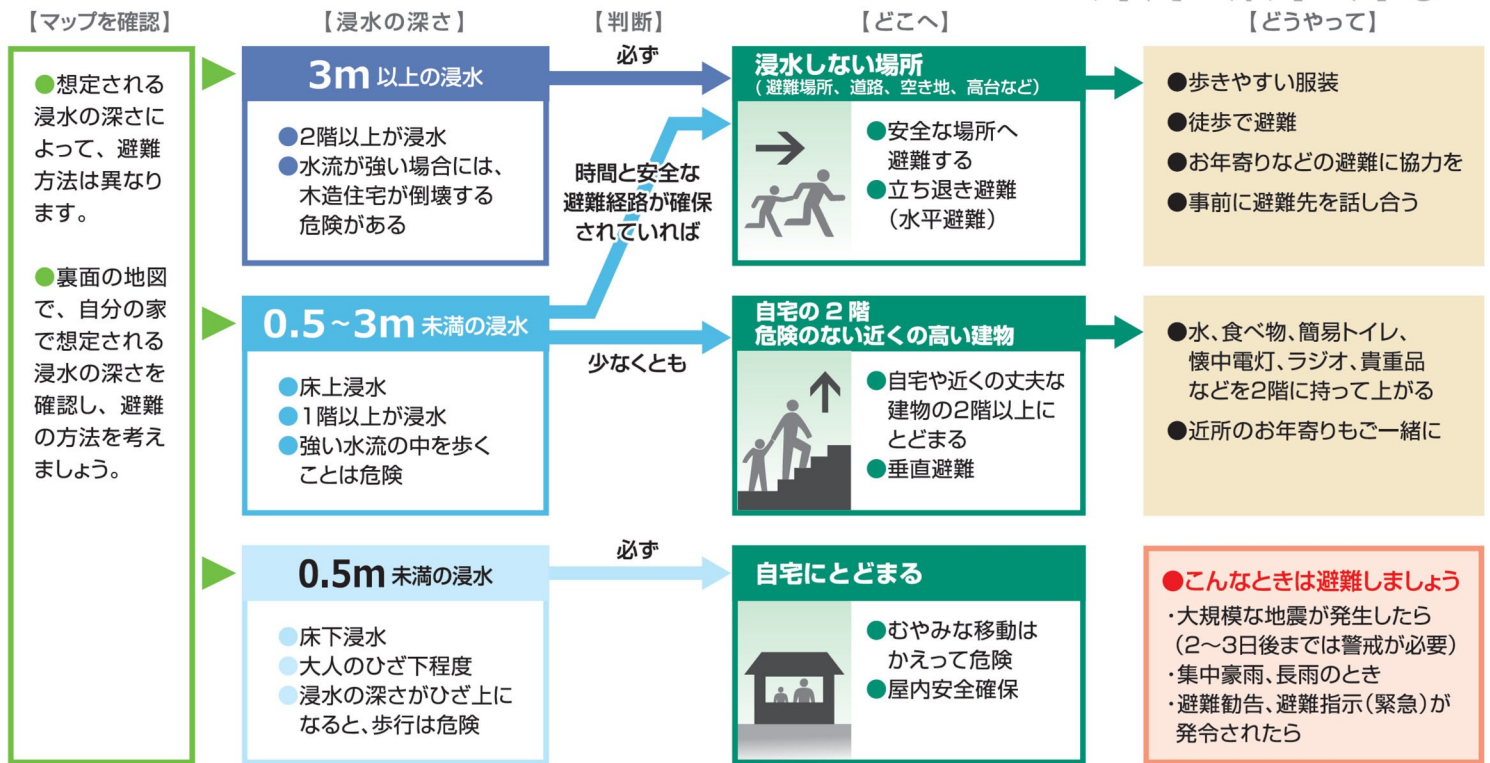 【マップを確認】
【浸水の深さ】
【判断】
【どこへ】
【どうやって】
●想定される
浸水の深さに
よって、避難
方法は異なり
ます。
●裏面の地図
で、自分の家
で想定される
浸水の深さを
確認し、避難
の方法を考え
ましょう。
3m 以上の浸水
●2階以上が浸水
●水流が強い場合には、
木造住宅が倒壊する
危険がある
必ず
時間と安全な
避難経路が確保
されていれば
浸水しない場所
(避難場所、道路、空き地、高台など)
●安全な場所へ
避難する
●立ち退き避難
(水平避難)
●歩きやすい服装
●徒歩で避難
●お年寄りなどの避難に協力を
●事前に避難先を話し合う
0.5~3m 未満の浸水
●床上浸水
●1階以上が浸水
●強い水流の中を歩く
ことは危険
少なくとも
自宅の2階
危険のない近くの高い建物
●自宅や近くの丈夫な
建物の2階以上に
とどまる
●垂直避難
●水、食べ物、簡易トイレ、
懐中電灯、ラジオ、貴重品
などを2階に持って上がる
●近所のお年寄りもご一緒に
0.5m 未満の浸水
●床下浸水
●大人のひざ下程度
●浸水の深さがひざ上に
なると、歩行は危険
必ず
自宅にとどまる
●むやみな移動は
かえって危険
●屋内安全確保
●こんなときは避難しましょう
・大規模な地震が発生したら
(2〜3日後までは警戒が必要)
・集中豪雨、長雨のとき
・避難勧告、避難指示(緊急)が
発令されたら